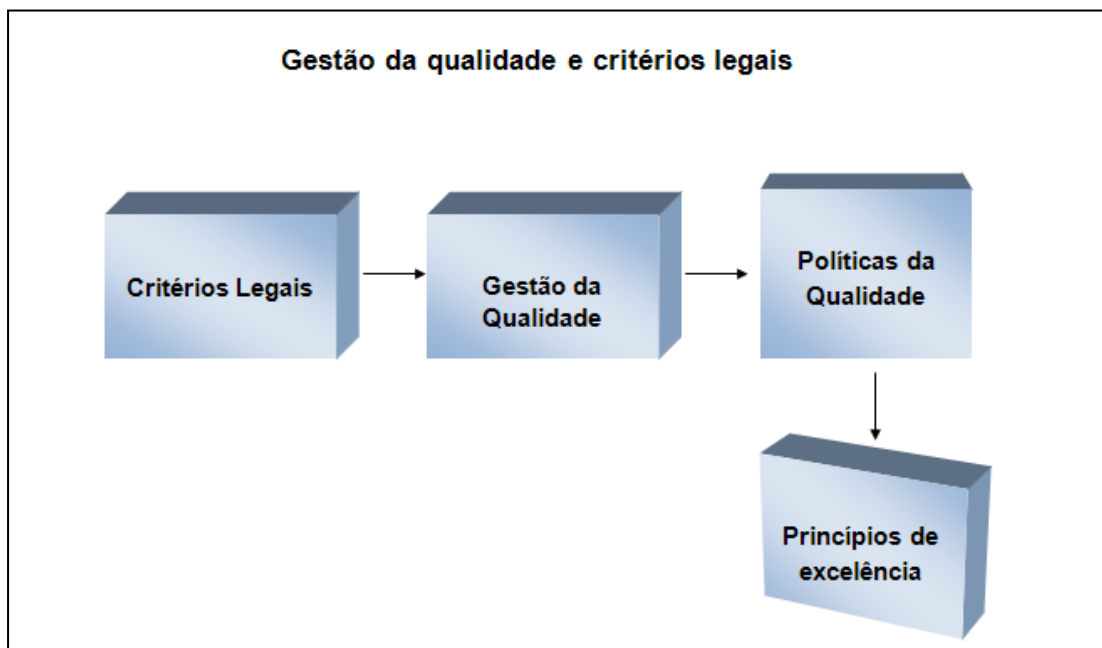 Gestão da qualidade e critérios legais
Critérios Legais
Gestão da
Qualidade
Políticas da
Qualidade
Princípios de
excelência